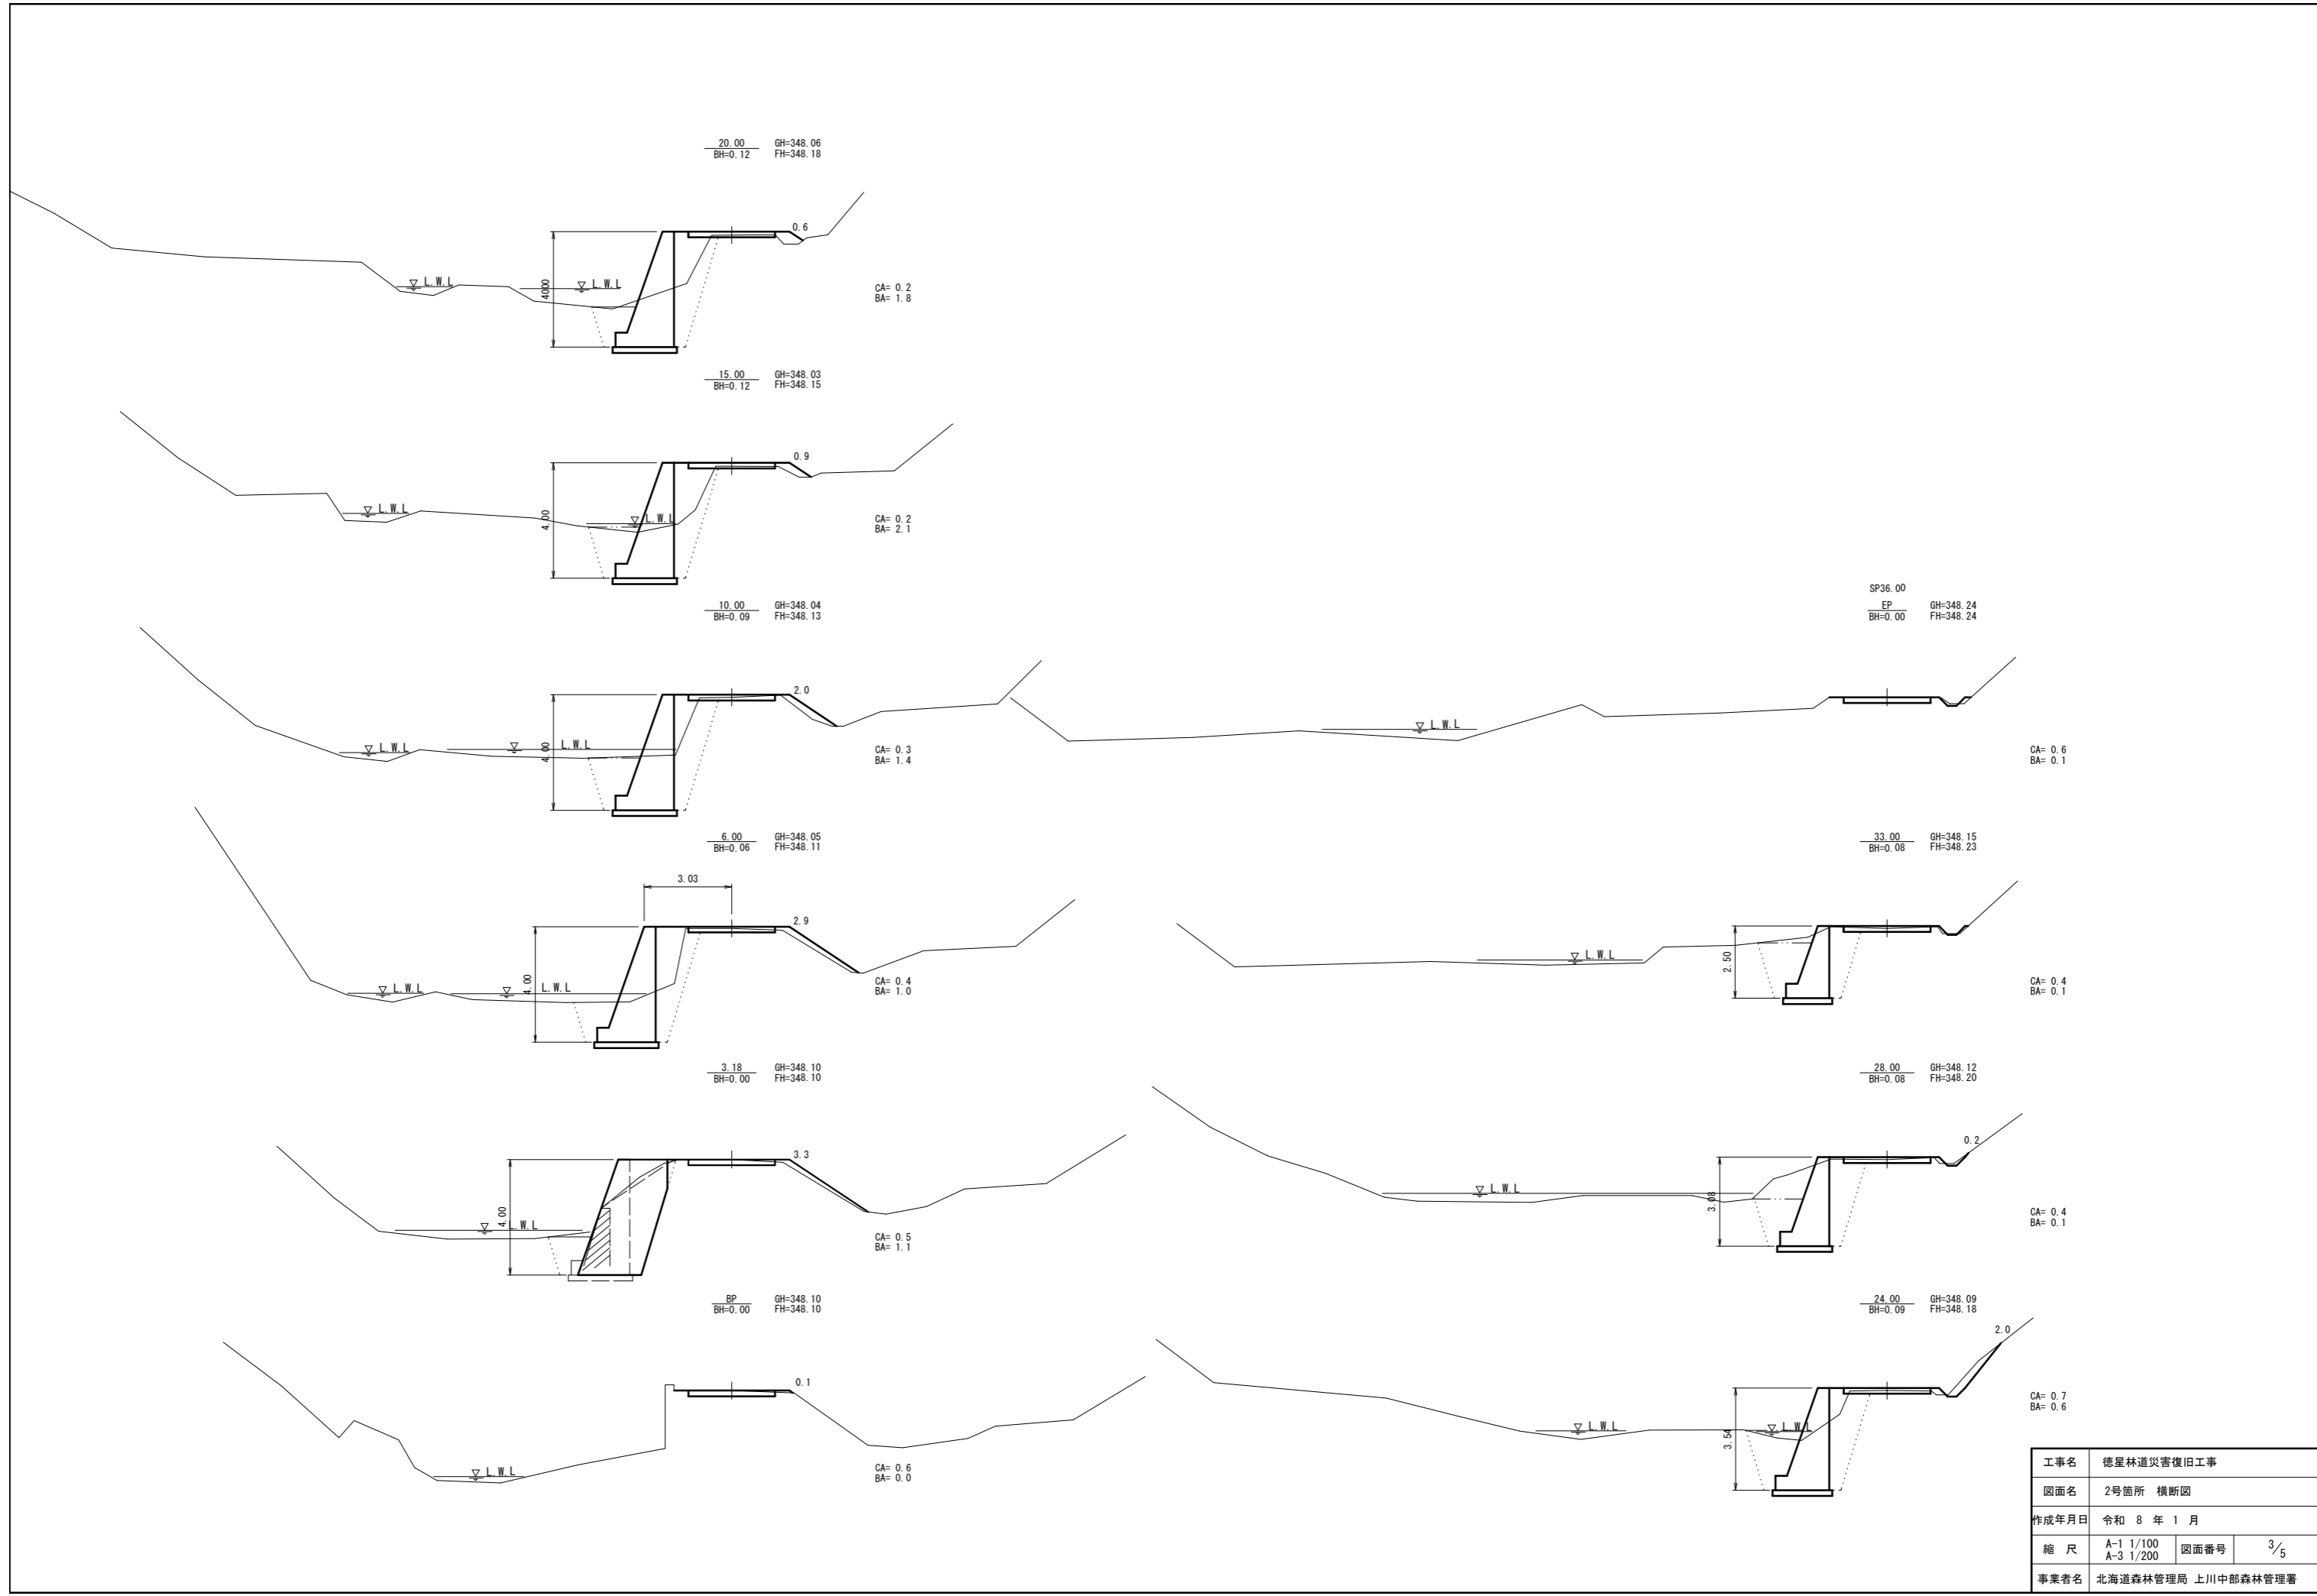 20.00 GH=348.06
BH=0.12 FH=348.18
0.6
L.W.L
L.W.L
4000
CA= 0.2
BA= 1.8
15.00 GH=348.03
BH=0.12 FH=348.15
0.9
L.W.L
L.W.L
4.00
CA= 0.2
BA= 2.1
10.00 GH=348.04
BH=0.09 FH=348.13
2.0
L.W.L
L.W.L
4.00
CA= 0.3
BA= 1.4
6.00 GH=348.05
BH=0.06 FH=348.11
3.03
2.9
L.W.L
L.W.L
4.00
CA= 0.4
BA= 1.0
3.18 GH=348.10
BH=0.00 FH=348.10
3.3
4.00
L.W.L
CA= 0.5
BA= 1.1
BP GH=348.10
BH=0.00 FH=348.10
0.1
L.W.L
CA= 0.6
BA= 0.0
SP36.00
EP GH=348.24
BH=0.00 FH=348.24
L.W.L
CA= 0.6
BA= 0.1
33.00 GH=348.15
BH=0.08 FH=348.23
L.W.L
2.50
CA= 0.4
BA= 0.1
28.00 GH=348.12
BH=0.08 FH=348.20
0.2
L.W.L
3.08
CA= 0.4
BA= 0.1
24.00 GH=348.09
BH=0.09 FH=348.18
2.0
L.W.L
L.W.L
3.54
CA= 0.7
BA= 0.6
工事名 徳星林道災害復旧工事
図面名 2号箇所 横断図
作成年月日 令和 8 年 1 月
縮 尺 A-1 1/100
A-3 1/200 図面番号 3/5
事業者名 北海道森林管理局 上川中部森林管理署